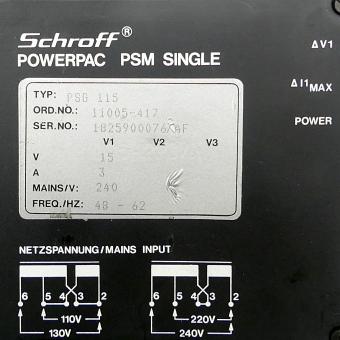 Schroff®
POWERPAC PSM SINGLE
ΔV1
ΔI1MAX
POWER
TYP: PSG 115
ORD.NO.: 11005-417
SER.NO.: 1825900076/AF
V1 V2 V3
V 15
A 3
MAINS/V: 240
FREQ./HZ: 48 - 62
NETZSPANNUNG/MAINS INPUT
6 5 4 3 2 6 5 4 3 2
110V 220V
130V 240V